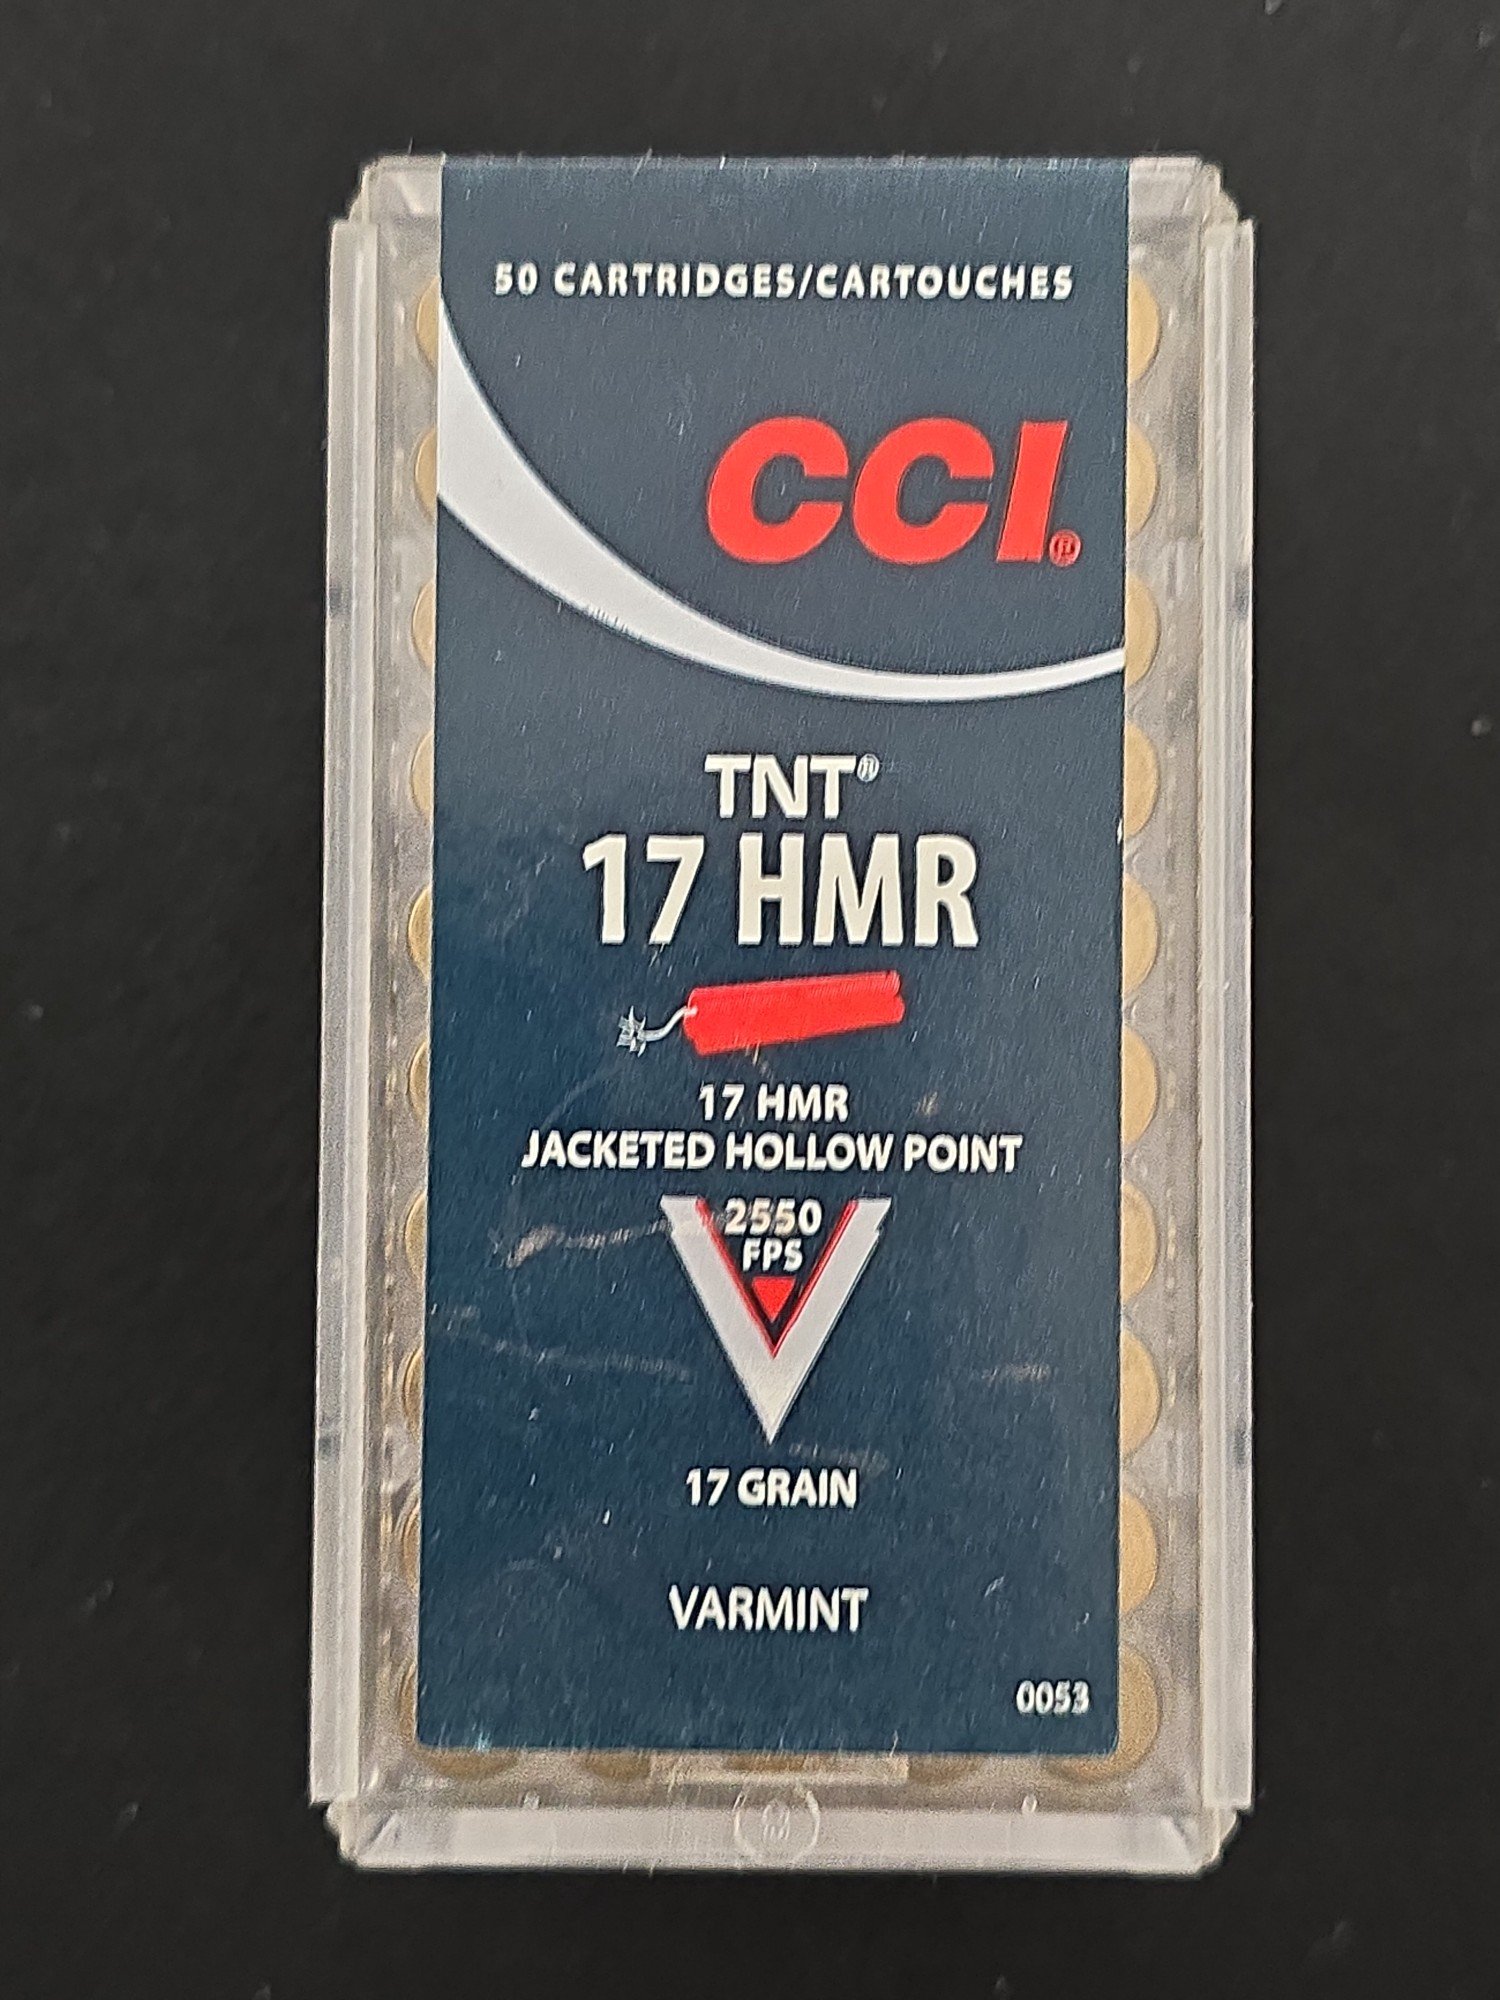 50 CARTRIDGES/CARTOUCHES
CCI®
TNT®
17 HMR
17 HMR
JACKETED HOLLOW POINT
2550
FPS
17 GRAIN
VARMINT
0053